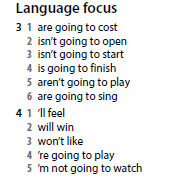 Language focus
3 1 are going to cost
2 isn't going to open
3 isn't going to start
4 is going to finish
5 aren't going to play
6 are going to sing
4 1 'll feel
2 will win
3 won't like
4 're going to play
5 'm not going to watch